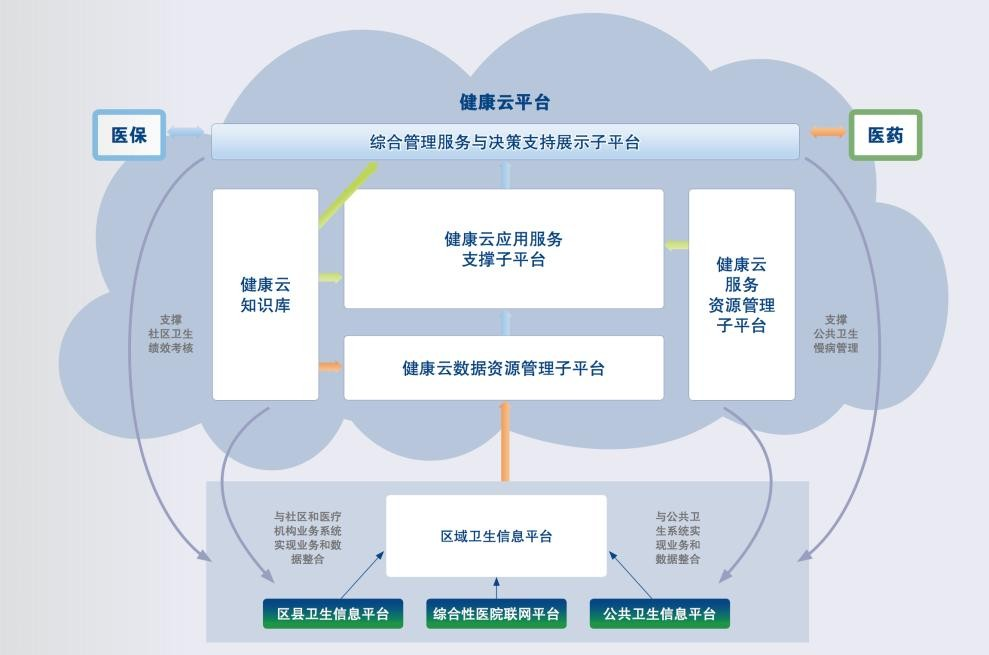 健康云平台
医保
综合管理服务与决策支持展示子平台
医药
健康云
知识库
健康云应用服务
支撑子平台
健康云
服务
资源管理
子平台
健康云数据资源管理子平台
支撑
社区卫生
绩效考核
支撑
公共卫生
慢病管理
与社区和医疗
机构业务系统
实现业务和数
据整合
区域卫生信息平台
与公共卫
生系统实
现业务和
数据整合
区县卫生信息平台
综合性医院联网平台
公共卫生信息平台